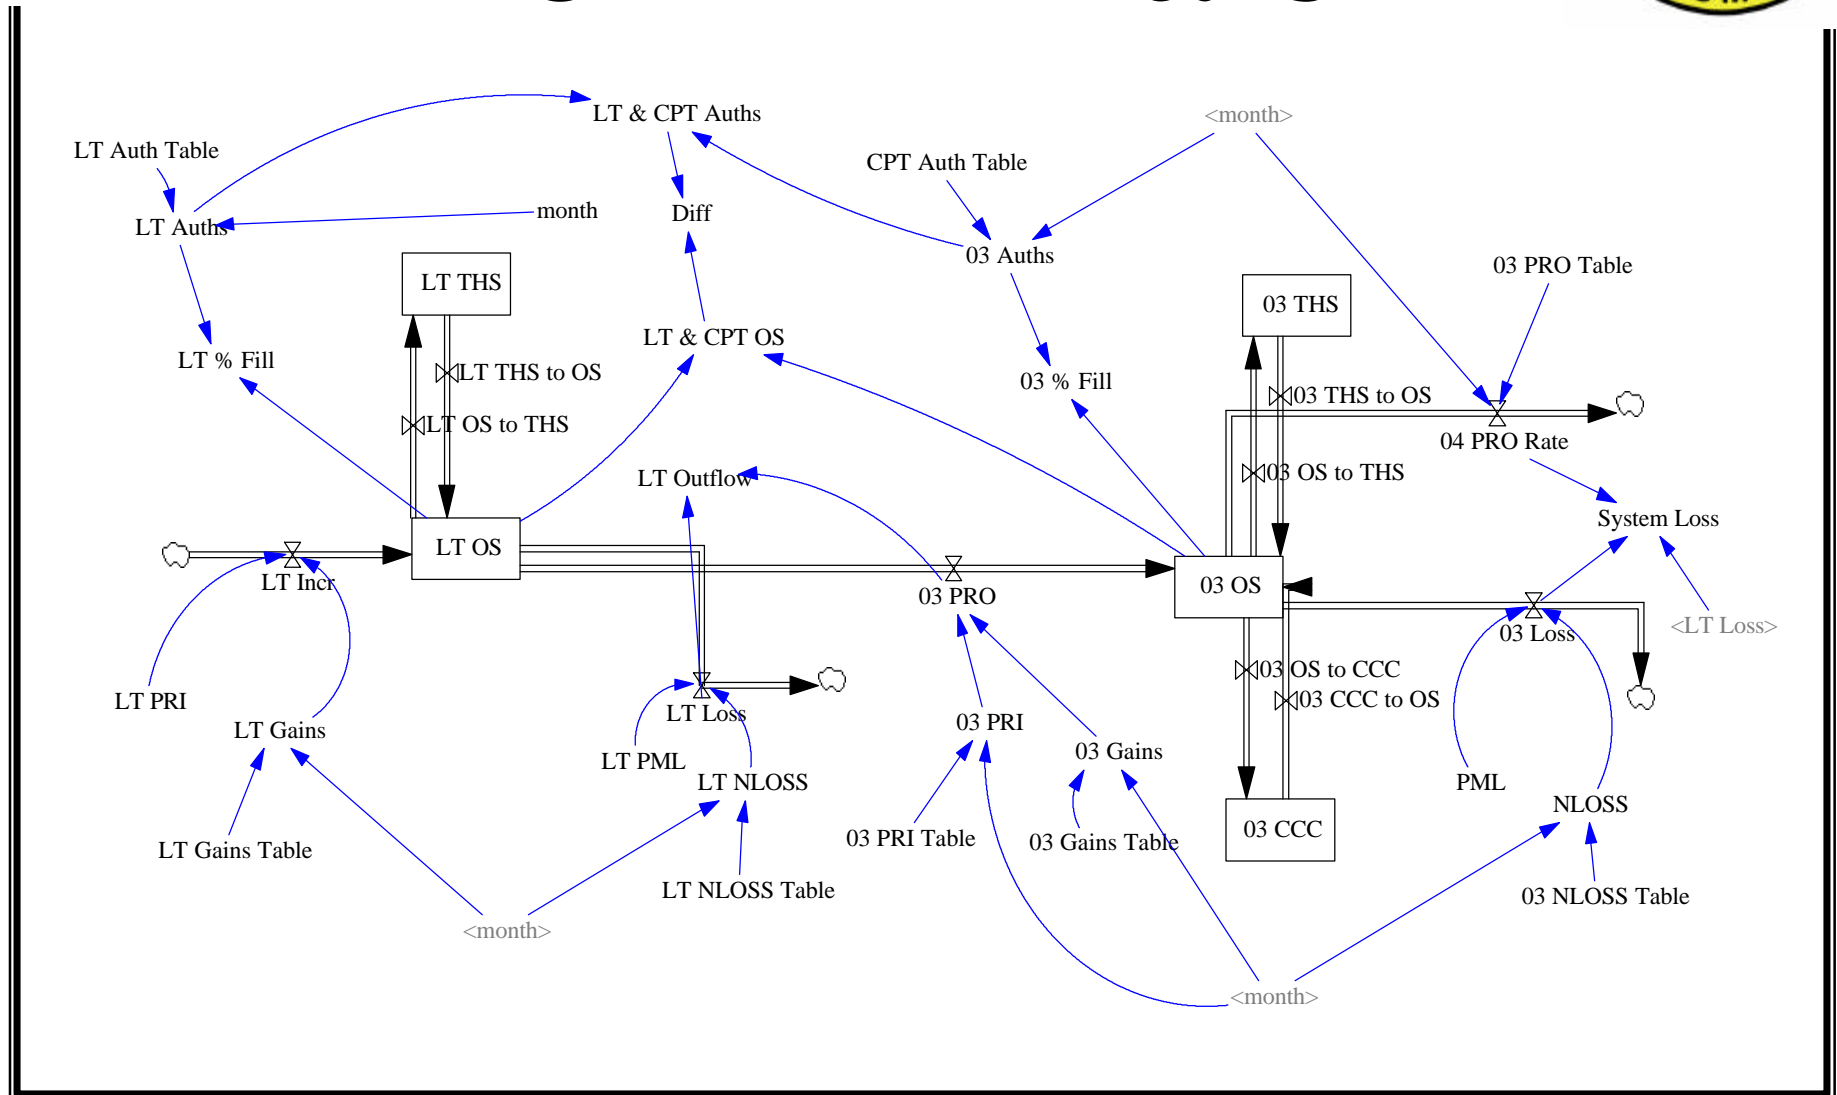 LT & CPT Auths
<month>
LT Auth Table
CPT Auth Table
month
Diff
LT Auths
03 Auths
03 PRO Table
LT THS
03 THS
LT & CPT OS
LT % Fill
LT THS to OS
03 % Fill
03 THS to OS
LT OS to THS
04 PRO Rate
LT Outflow
03 OS to THS
System Loss
LT OS
LT Incr
03 PRO
03 OS
03 Loss
<LT Loss>
03 OS to CCC
LT PRI
03 CCC to OS
LT Loss
LT Gains
03 PRI
03 Gains
LT PML
LT NLOSS
PML
NLOSS
03 CCC
03 PRI Table
03 Gains Table
LT Gains Table
LT NLOSS Table
03 NLOSS Table
<month>
<month>